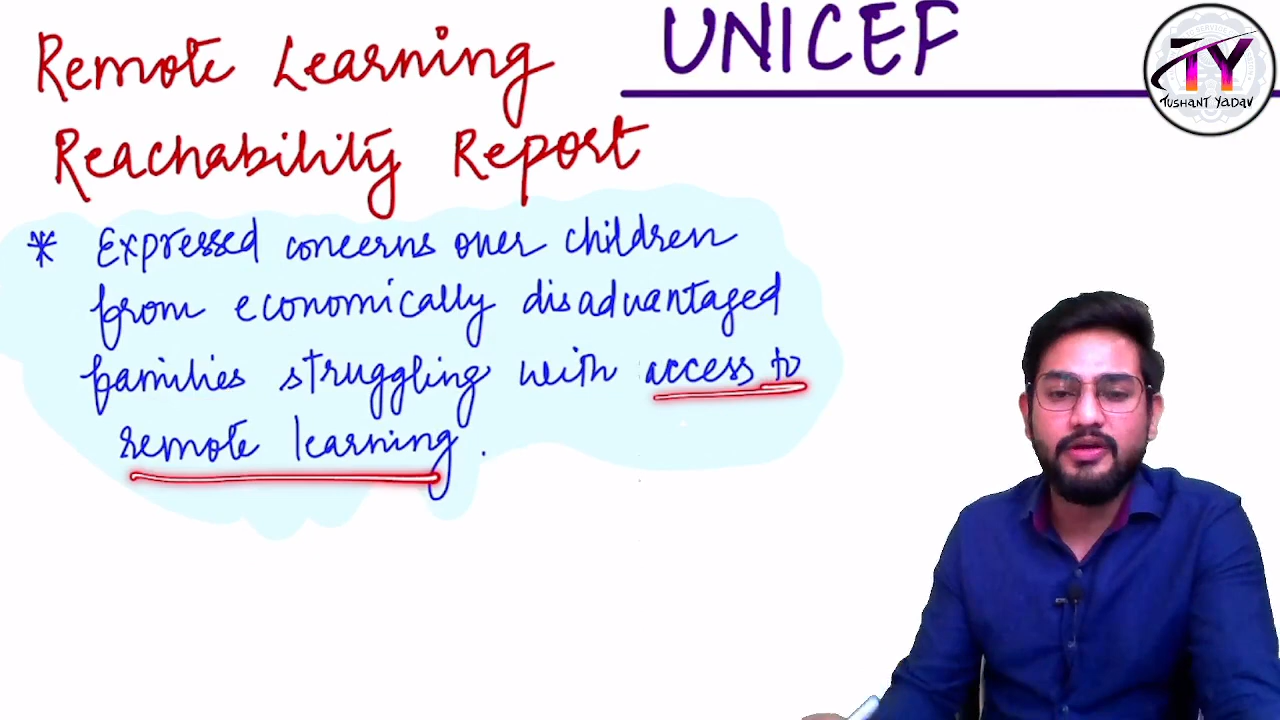 Remote Learning
Reachability Report
UNICEF
TY
TUSHANT YADAV
* Expressed concerns over children
from economically disadvantaged
families struggling with access to
remote learning.